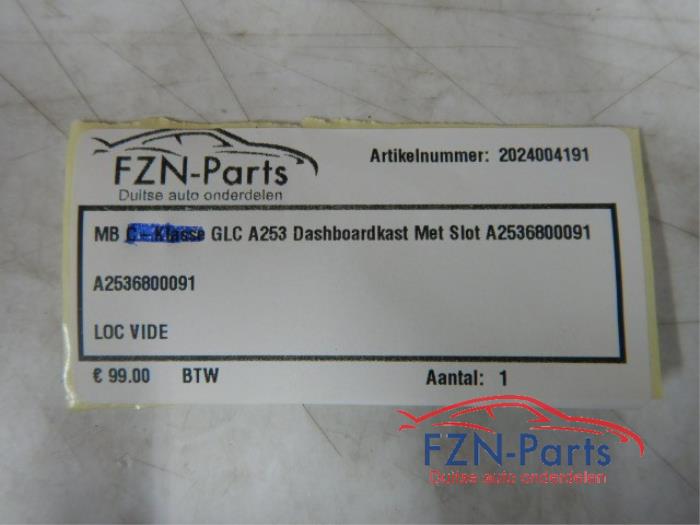 FZN-Parts
Duitse auto onderdelen
Artikelnummer: 2024004191
MB C - Klasse GLC A253 Dashboardkast Met Slot A2536800091
A2536800091
LOC VIDE
€ 99.00 BTW Aantal: 1
FZN-Parts
Duitse auto onderdelen